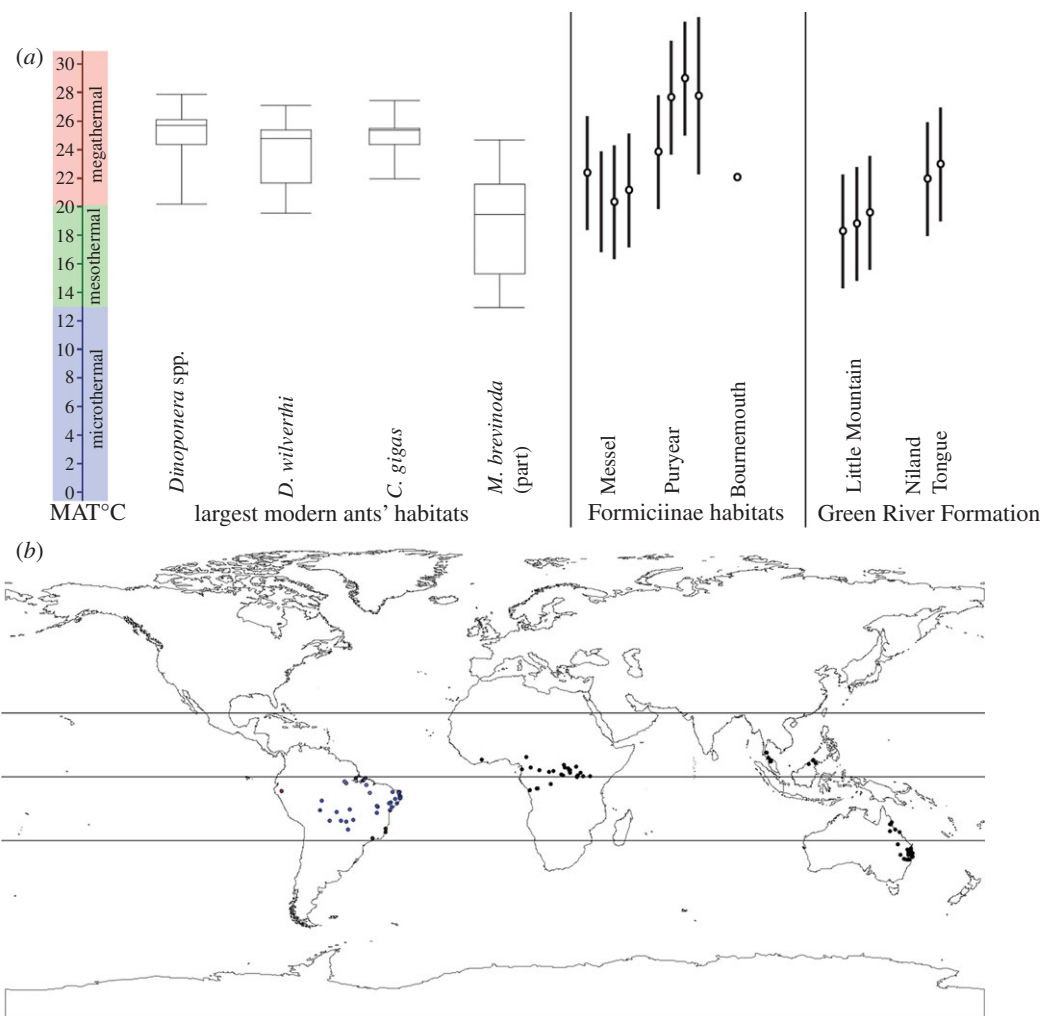 (a)
30
28
26
24
22
20
18
16
14
12
10
8
6
4
2
0
megathermal
mesothermal
microthermal
MAT°C
Dinoponera spp.
D. wilverthi
C. gigas
M. brevinoda
(part)
largest modern ants’ habitats
Messel
Puryear
Bournemouth
Formiciinae habitats
Little Mountain
Niland
Tongue
Green River Formation
(b)